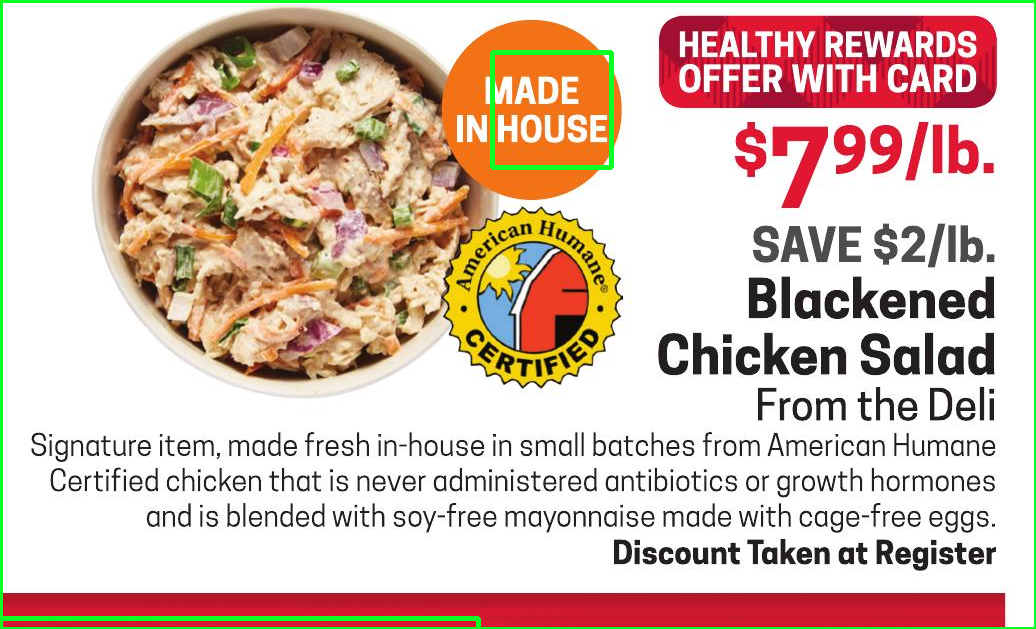 MADE
IN HOUSE
HEALTHY REWARDS
OFFER WITH CARD
$7.99/lb.
SAVE $2/lb.
American Humane®
CERTIFIED
Blackened
Chicken Salad
From the Deli
Signature item, made fresh in-house in small batches from American Humane
Certified chicken that is never administered antibiotics or growth hormones
and is blended with soy-free mayonnaise made with cage-free eggs.
Discount Taken at Register